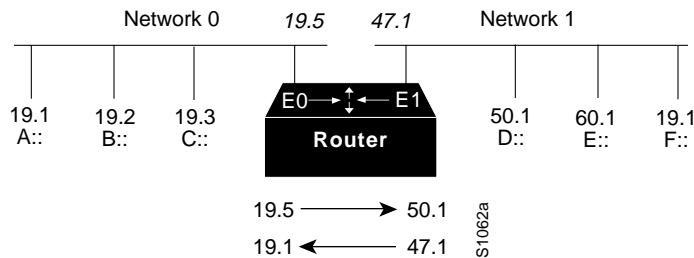 Network 0 19.5 47.1 Network 1
E0 E1
19.1 19.2 19.3 50.1 60.1 19.1
A:: B:: C:: Router D:: E:: F::
19.5 50.1
19.1 47.1
S1062a